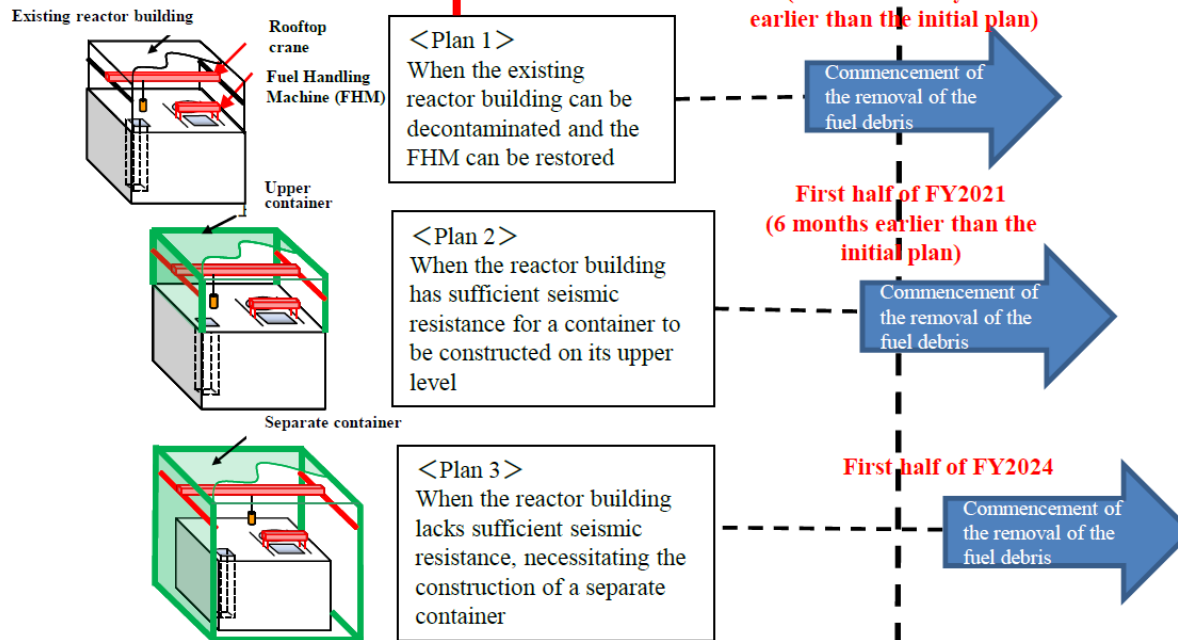 earlier than the initial plan)
Existing reactor building
Rooftop
crane
Fuel Handling
Machine (FHM)
<Plan 1>
When the existing
reactor building can be
decontaminated and the
FHM can be restored
Commencement of
the removal of the
fuel debris
Upper
container
<Plan 2>
When the reactor building
has sufficient seismic
resistance for a container to
be constructed on its upper
level
First half of FY2021
(6 months earlier than the
initial plan)
Commencement of
the removal of the
fuel debris
Separate container
<Plan 3>
When the reactor building
lacks sufficient seismic
resistance, necessitating the
construction of a separate
container
First half of FY2024
Commencement of
the removal of the
fuel debris